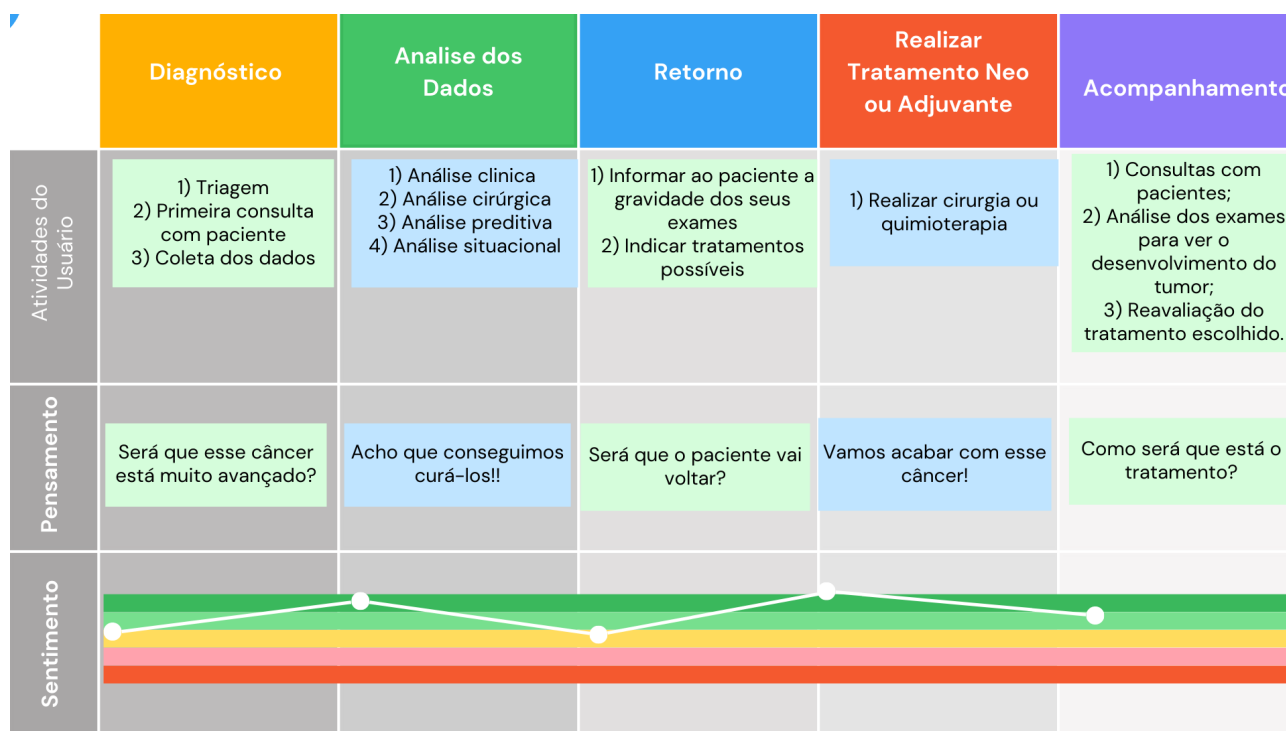 Diagnóstico
Analise dos
Dados
Retorno
Realizar
Tratamento Neo
ou Adjuvante
Acompanhamento
Atividades do
Usuário
1) Triagem
2) Primeira consulta
com paciente
3) Coleta dos dados
1) Análise clinica
2) Análise cirúrgica
3) Análise preditiva
4) Análise situacional
1) Informar ao paciente a
gravidade dos seus
exames
2) Indicar tratamentos
possíveis
1) Realizar cirurgia ou
quimioterapia
1) Consultas com
pacientes;
2) Análise dos exames
para ver o
desenvolvimento do
tumor;
3) Reavaliação do
tratamento escolhido.
Pensamento
Será que esse câncer
está muito avançado?
Acho que conseguimos
curá-los!!
Será que o paciente vai
voltar?
Vamos acabar com esse
câncer!
Como será que está o
tratamento?
Sentimento